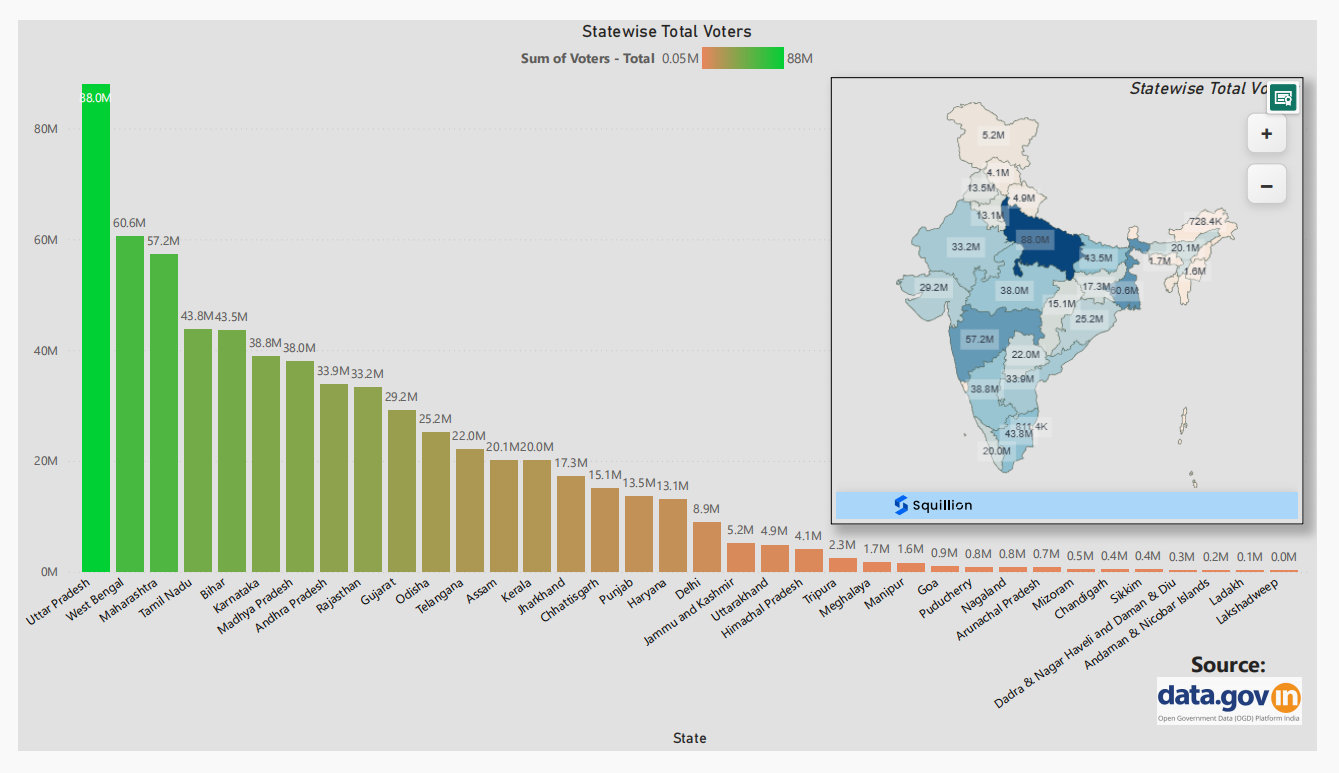 Statewise Total Voters
Sum of Voters - Total 0.05M 88M
80M
60M
40M
20M
0M
88.0M
60.6M
57.2M
43.8M
43.5M
38.8M
38.0M
33.9M
33.2M
29.2M
25.2M
22.0M
20.1M
20.0M
17.3M
15.1M
13.5M
13.1M
8.9M
5.2M
4.9M
4.1M
2.3M
1.7M
1.6M
0.9M
0.8M
0.8M
0.7M
0.5M
0.4M
0.4M
0.3M
0.2M
0.1M
0.0M
Uttar Pradesh
West Bengal
Maharashtra
Tamil Nadu
Bihar
Karnataka
Madhya Pradesh
Andhra Pradesh
Rajasthan
Gujarat
Odisha
Telangana
Assam
Kerala
Jharkhand
Chhattisgarh
Punjab
Haryana
Delhi
Jammu and Kashmir
Uttarakhand
Himachal Pradesh
Tripura
Meghalaya
Manipur
Goa
Puducherry
Nagaland
Arunachal Pradesh
Mizoram
Chandigarh
Sikkim
Dadra & Nagar Haveli and Daman & Diu
Andaman & Nicobar Islands
Ladakh
Lakshadweep
State
Statewise Total Vo
+
−
5.2M
4.1M
13.5M
4.9M
13.1M
728.4K
88.0M
33.2M
20.1M
43.5M
1.7M
1.6M
29.2M
38.0M
17.3M
60.6M
15.1M
25.2M
57.2M
22.0M
33.9M
38.8M
811.4K
43.8M
20.0M
Squillion
Source:
data.gov in
Open Government Data (OGD) Platform India